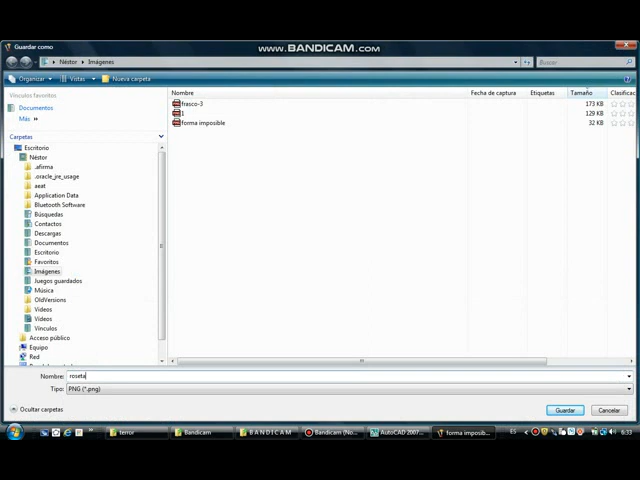 www.BANDICAM.com
Guardar como
Néstor ▸ Imágenes
Buscar
Organizar
Vistas
Nueva carpeta
Vínculos favoritos
Documentos
Más
Carpetas
Nombre
Fecha de captura
Etiquetas
Tamaño
Clasificac
frasco-3
173 KB
1
129 KB
forma imposible
32 KB
Escritorio
Néstor
.afirma
.oracle_jre_usage
aeat
Application Data
Bluetooth Software
Búsquedas
Contactos
Descargas
Documentos
Escritorio
Favoritos
Imágenes
Juegos guardados
Música
OldVersions
Videos
Vídeos
Vínculos
Acceso público
Equipo
Red
Nombre: roseta
Tipo: PNG (*.png)
Ocultar carpetas
Guardar
Cancelar
terror
Bandicam
B A N D I C A M
Bandicam (No...
AutoCAD 2007...
forma imposib...
ES
6:33